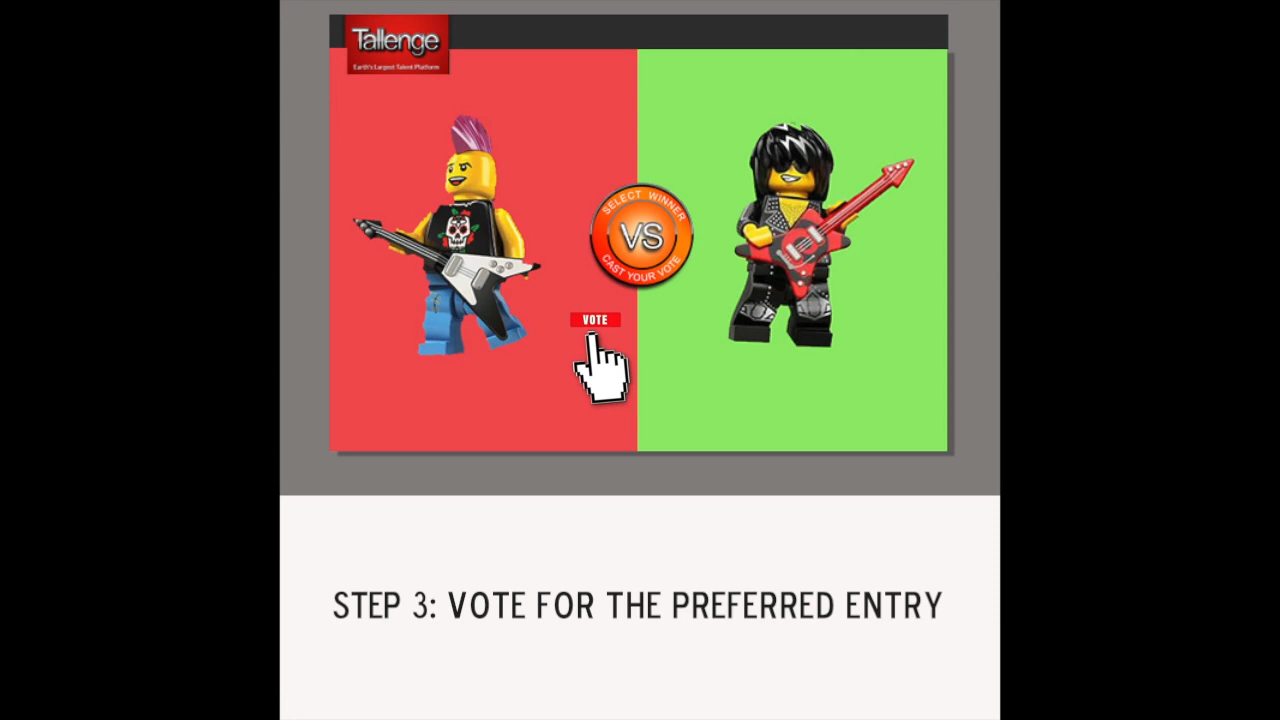 Tallenge
Earth's Largest Talent Platform
SELECT WINNER
VS
CAST YOUR VOTE
VOTE
STEP 3: VOTE FOR THE PREFERRED ENTRY